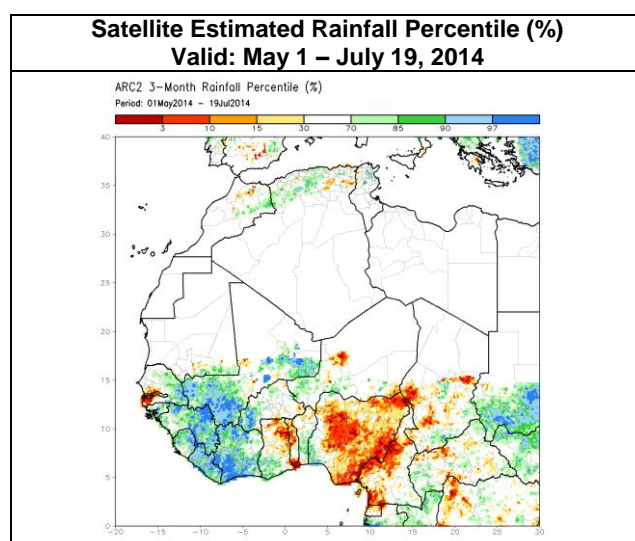 Satellite Estimated Rainfall Percentile (%)
Valid: May 1 – July 19, 2014
ARC2 3-Month Rainfall Percentile (%)
Period: 01May2014 – 19Jul2014
3 10 15 30 70 85 90 97
40
35
30
25
20
15
10
5
0
-20 -15 -10 -5 0 5 10 15 20 25 30